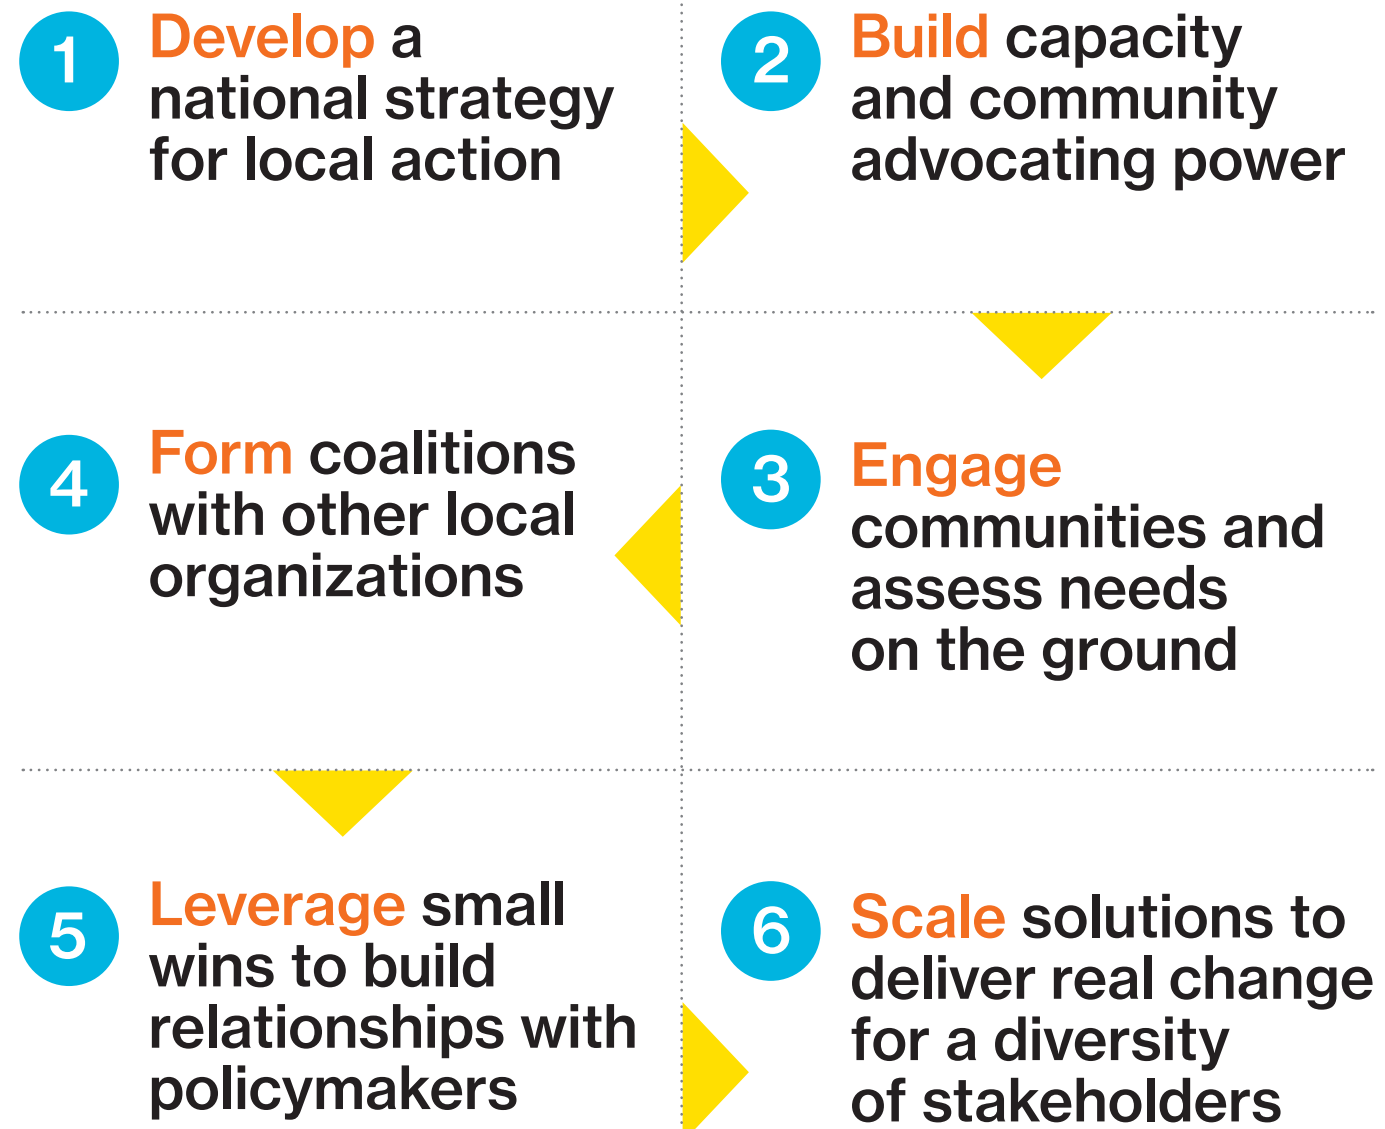 1
Develop a
national strategy
for local action
2
Build capacity
and community
advocating power
3
Engage
communities and
assess needs
on the ground
4
Form coalitions
with other local
organizations
5
Leverage small
wins to build
relationships with
policymakers
6
Scale solutions to
deliver real change
for a diversity
of stakeholders